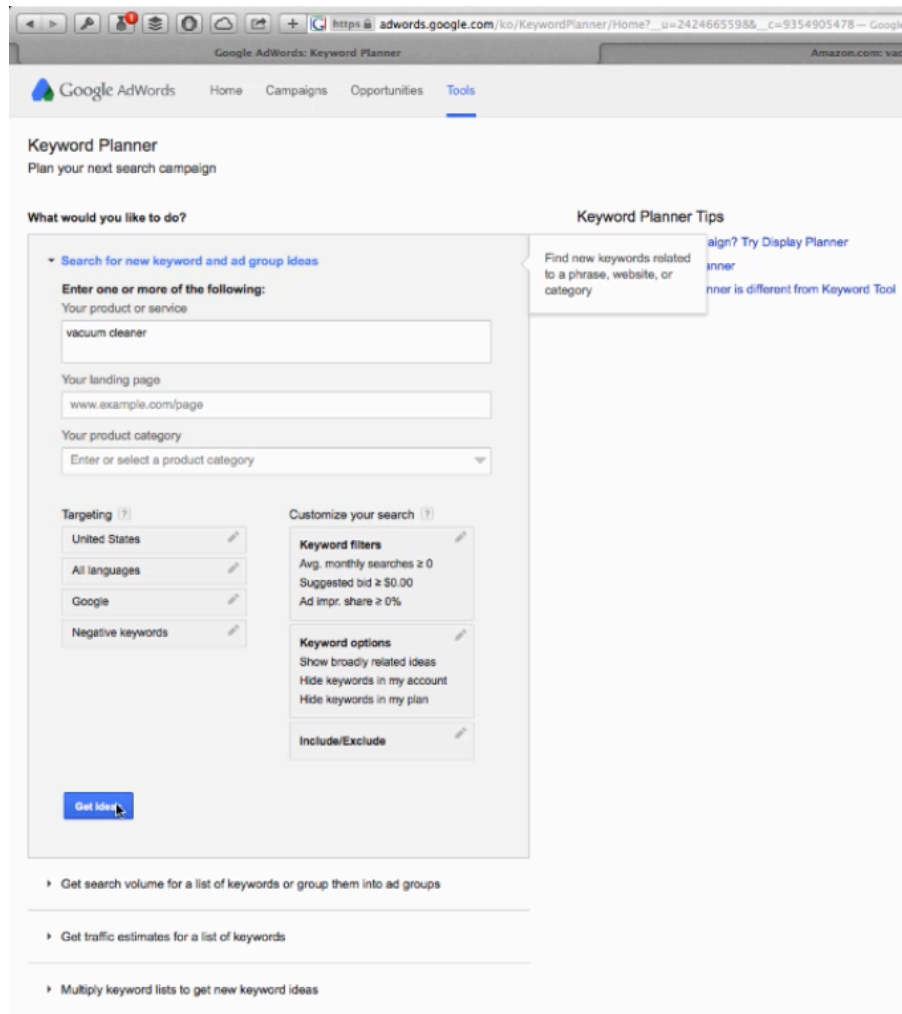 https adwords.google.com/ko/KeywordPlanner/Home?__u=2424665598&__c=9354905478 — Google
Google AdWords: Keyword Planner
Amazon.com: vac
Google AdWords Home Campaigns Opportunities Tools
Keyword Planner
Plan your next search campaign
What would you like to do?
Search for new keyword and ad group ideas
Enter one or more of the following:
Your product or service
vacuum cleaner
Your landing page
www.example.com/page
Your product category
Enter or select a product category
Targeting ?
United States
All languages
Google
Negative keywords
Customize your search ?
Keyword filters
Avg. monthly searches ≥ 0
Suggested bid ≥ $0.00
Ad impr. share ≥ 0%
Keyword options
Show broadly related ideas
Hide keywords in my account
Hide keywords in my plan
Include/Exclude
Get
Get search volume for a list of keywords or group them into ad groups
Get traffic estimates for a list of keywords
Multiply keyword lists to get new keyword ideas
Find new keywords related
to a phrase, website, or
category
Keyword Planner Tips
aign? Try Display Planner
anner
nner is different from Keyword Tool
1